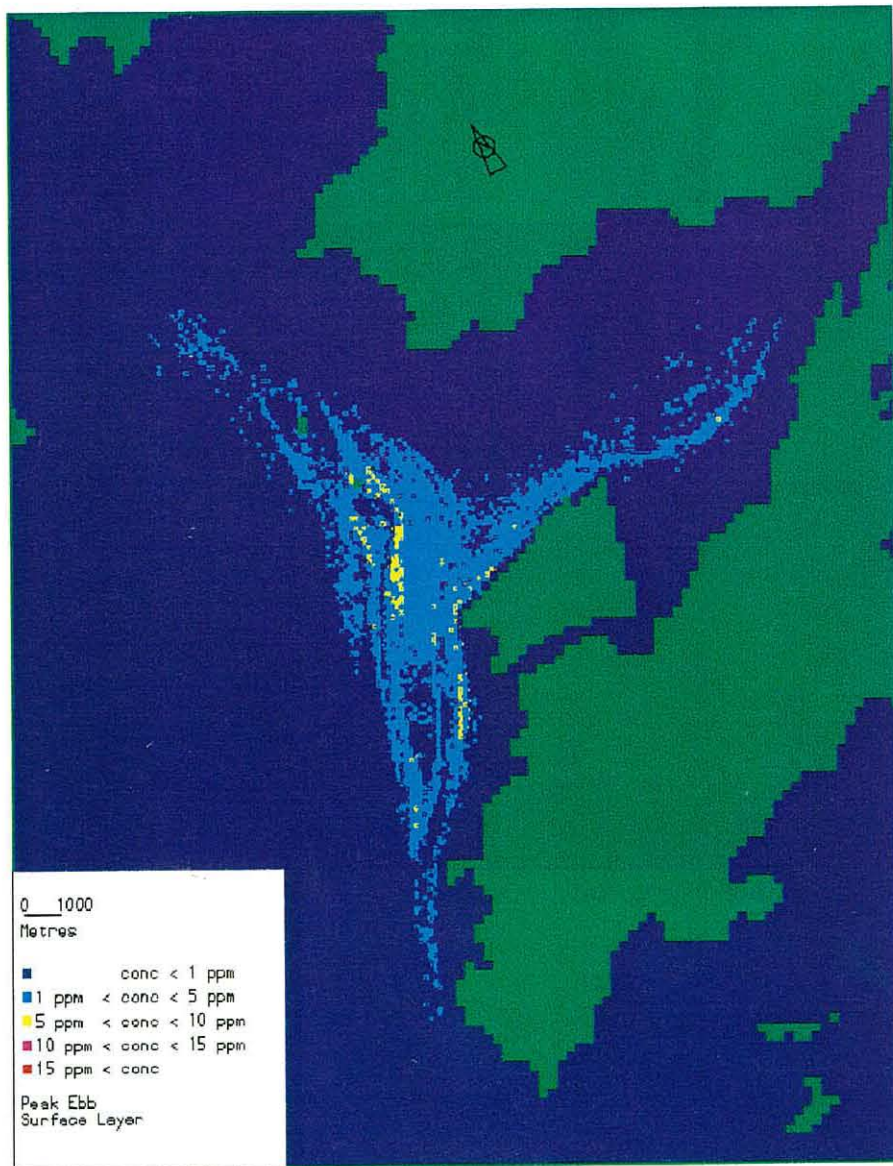 0 1000
Metres
conc < 1 ppm
1 ppm < conc < 5 ppm
5 ppm < conc < 10 ppm
10 ppm < conc < 15 ppm
15 ppm < conc
Peak Ebb
Surface Layer